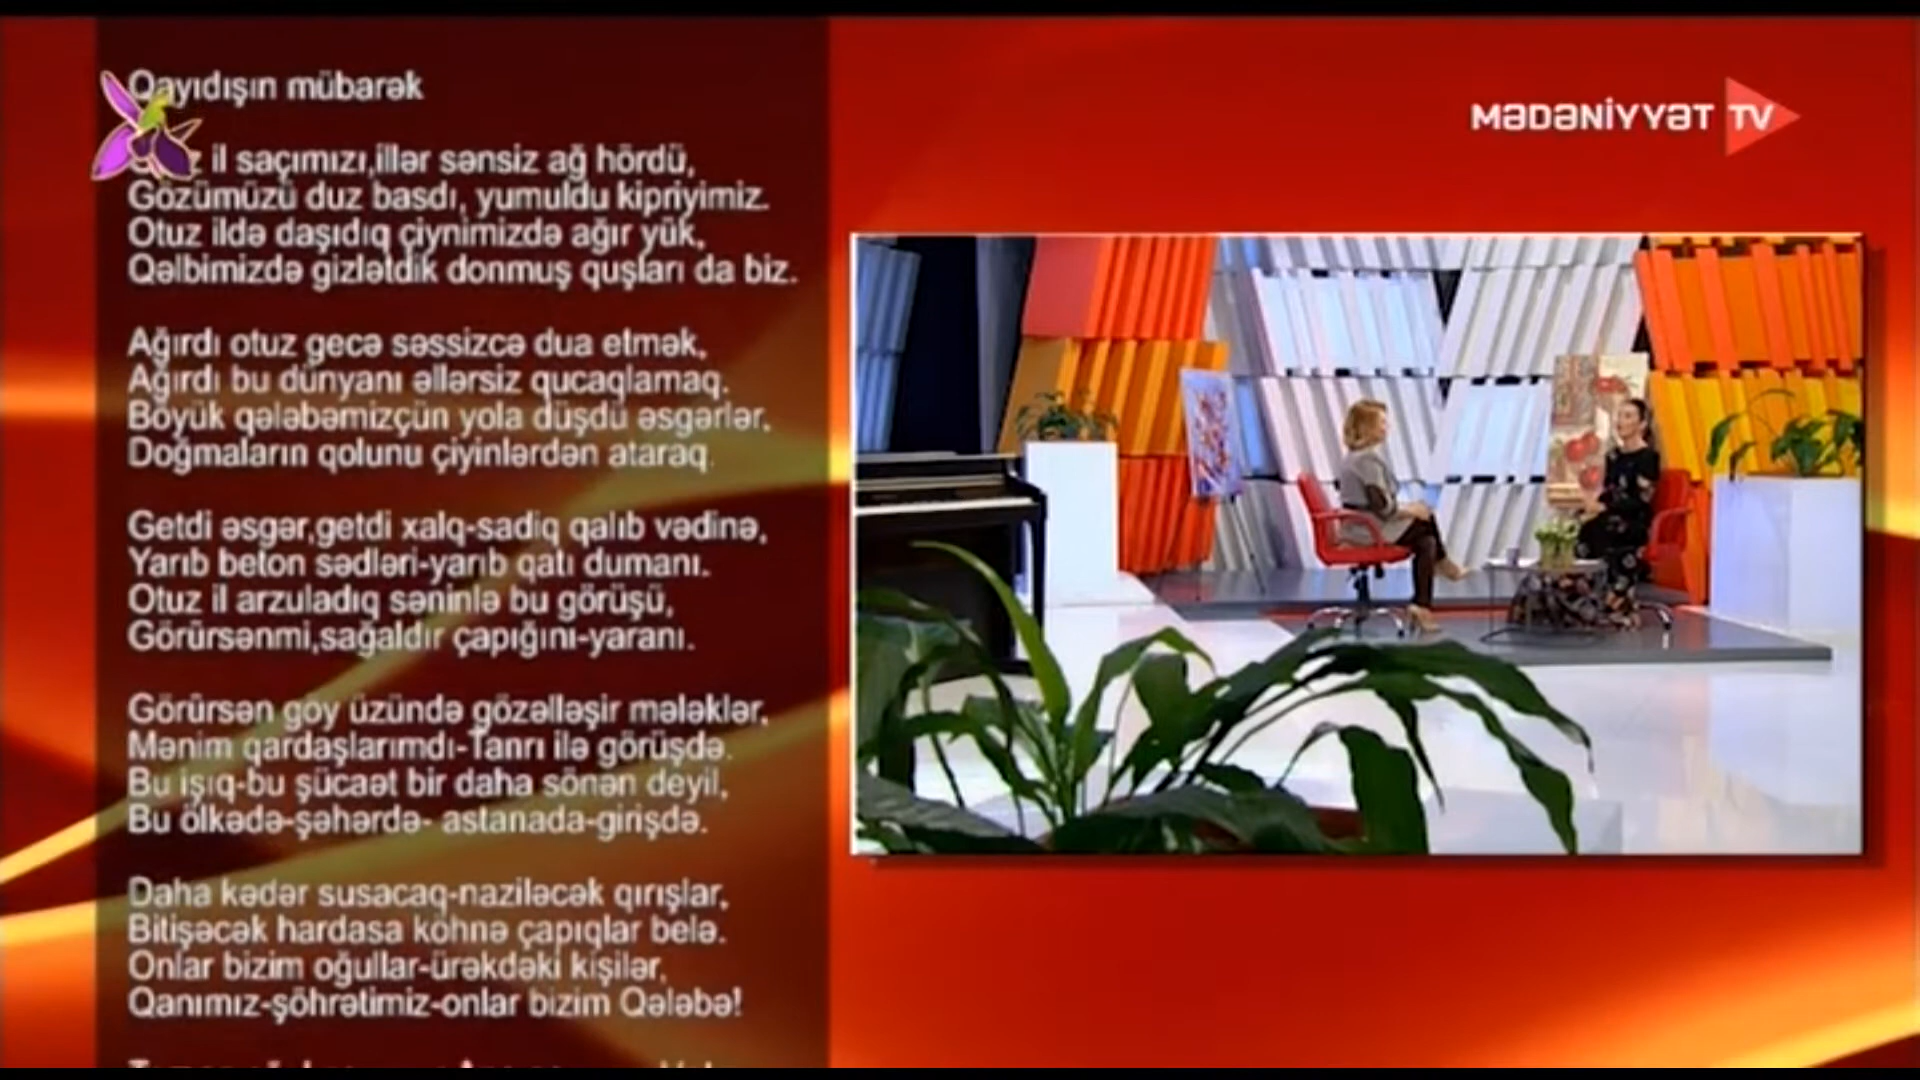 Qayıdışın mübarək
il saçımızı,illər sənsiz ağ hördü,
Gözümüzü duz basdı, yumuldu kipriyimiz.
Otuz ildə daşıdıq çiynimizdə ağır yük,
Qəlbimizdə gizlətdik donmuş quşları da biz.
Ağırdı otuz gecə səssizcə dua etmək,
Ağırdı bu dünyanı əllərsiz qucaqlamaq.
Böyük qələbəmizçün yola düşdü əsgərlər,
Doğmaların qolunu çiyinlərdən ataraq.
Getdi əsgər,getdi xalq-sadiq qalıb vədinə,
Yarıb beton sədləri-yarıb qatı dumanı.
Otuz il arzuladıq səninlə bu görüşü,
Görürsənmi,sağaldır çapığını-yaranı.
Görürsən göy üzündə gözəlləşir mələklər,
Mənim qardaşlarımdı-Tanrı ilə görüşdə.
Bu işıq-bu şücaət bir daha sönən deyil,
Bu ölkədə-şəhərdə- astanada-girişdə.
Daha kədər susacaq-naziləcək qırışlar,
Bitişəcək hardasa köhnə çapıqlar belə.
Onlar bizim oğullar-ürəkdəki kişilər,
Qanımız-şöhrətimiz-onlar bizim Qələbə!
MƏDƏNİYYƏT TV